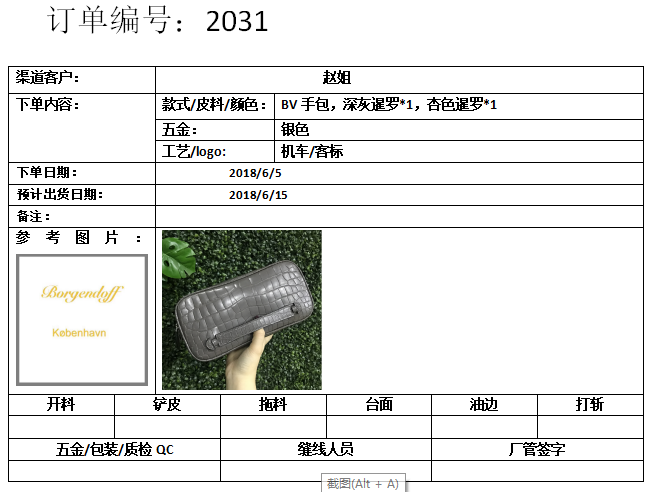 订单编号：2031
渠道客户： 赵姐
下单内容： 款式/皮料/颜色： BV 手包，深灰暹罗*1，杏色暹罗*1
五金： 银色
工艺/logo: 机车/客标
下单日期： 2018/6/5
预计出货日期： 2018/6/15
备注：
参考图片：
Borgendoff
København
开料 铲皮 拖料 台面 油边 打斩
五金/包装/质检 QC 缝线人员 厂管签字
截图(Alt + A)